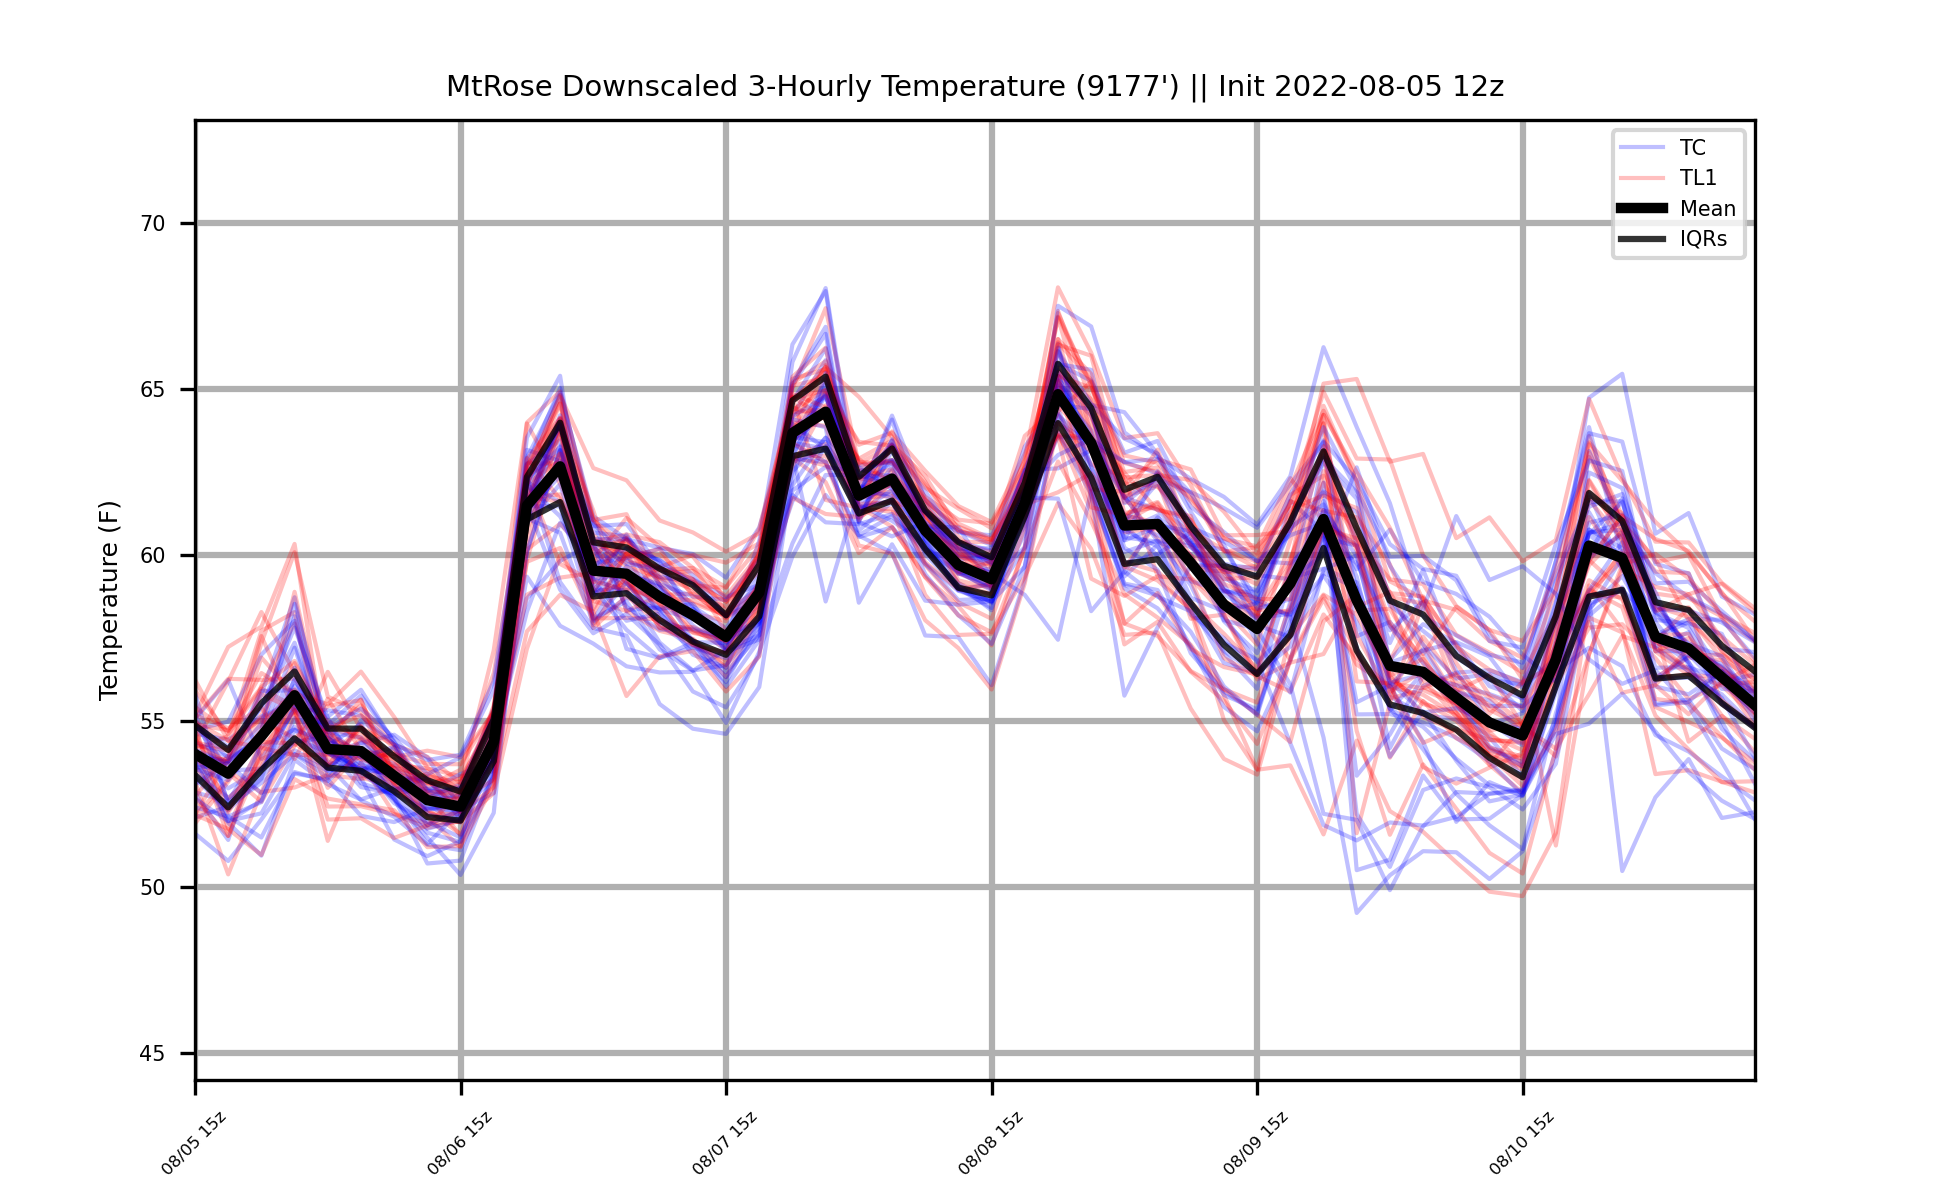 MtRose Downscaled 3-Hourly Temperature (9177') || Init 2022-08-05 12z
TC
TL1
Mean
IQRs
Temperature (F)
70
65
60
55
50
45
08/05 15z
08/06 15z
08/07 15z
08/08 15z
08/09 15z
08/10 15z